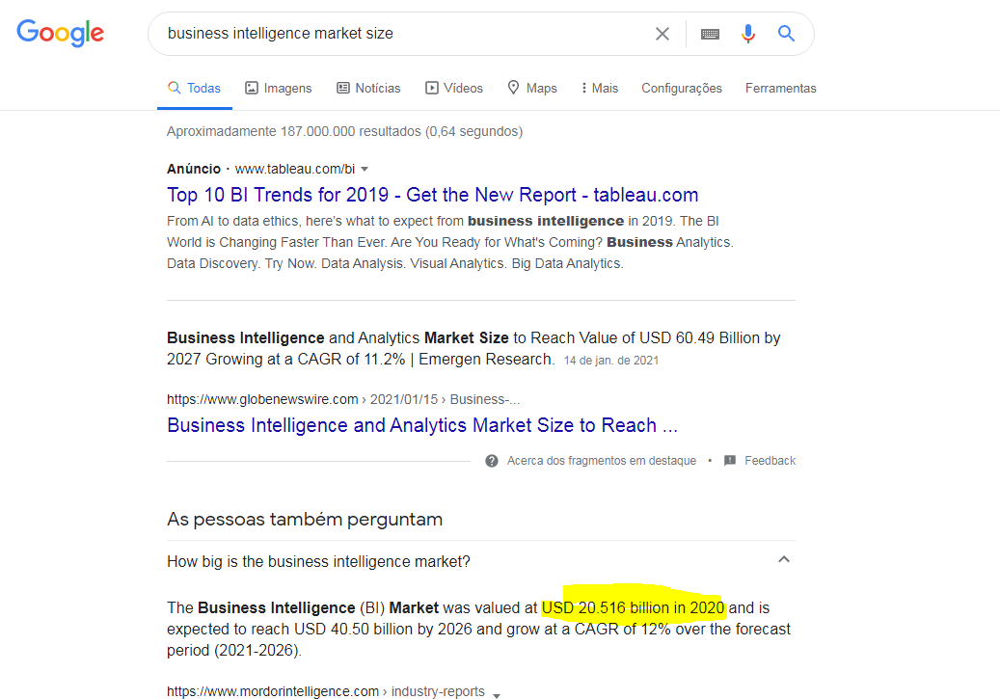 Google
business intelligence market size
Todas Imagens Notícias Vídeos Maps Mais Configurações Ferramentas
Aproximadamente 187.000.000 resultados (0,64 segundos)
Anúncio · www.tableau.com/bi
Top 10 BI Trends for 2019 - Get the New Report - tableau.com
From AI to data ethics, here's what to expect from business intelligence in 2019. The BI
World is Changing Faster Than Ever. Are You Ready for What's Coming? Business Analytics.
Data Discovery. Try Now. Data Analysis. Visual Analytics. Big Data Analytics.
Business Intelligence and Analytics Market Size to Reach Value of USD 60.49 Billion by
2027 Growing at a CAGR of 11.2% | Emergen Research. 14 de jan. de 2021
https://www.globenewswire.com › 2021/01/15 › Business-...
Business Intelligence and Analytics Market Size to Reach ...
Acerca dos fragmentos em destaque • Feedback
As pessoas também perguntam
How big is the business intelligence market?
The Business Intelligence (BI) Market was valued at USD 20.516 billion in 2020 and is
expected to reach USD 40.50 billion by 2026 and grow at a CAGR of 12% over the forecast
period (2021-2026).
https://www.mordorintelligence.com › industry-reports